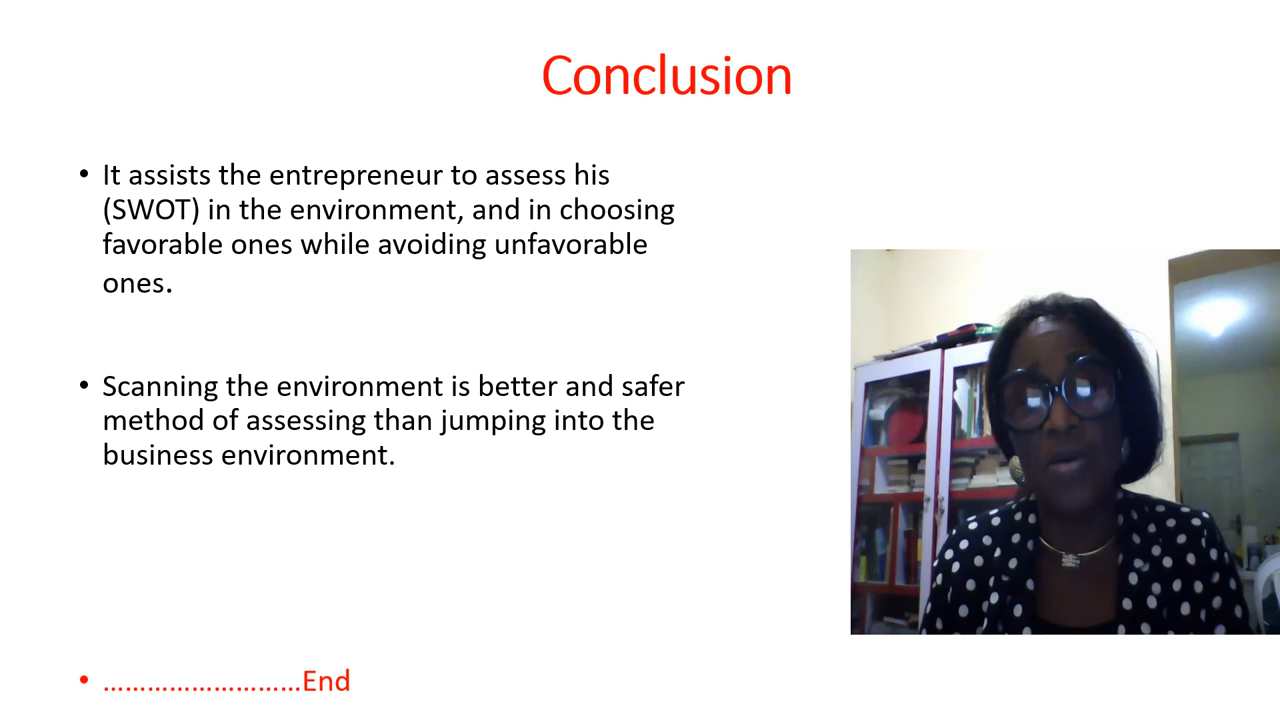 Conclusion
• It assists the entrepreneur to assess his
(SWOT) in the environment, and in choosing
favorable ones while avoiding unfavorable
ones.
• Scanning the environment is better and safer
method of assessing than jumping into the
business environment.
• ………………………End